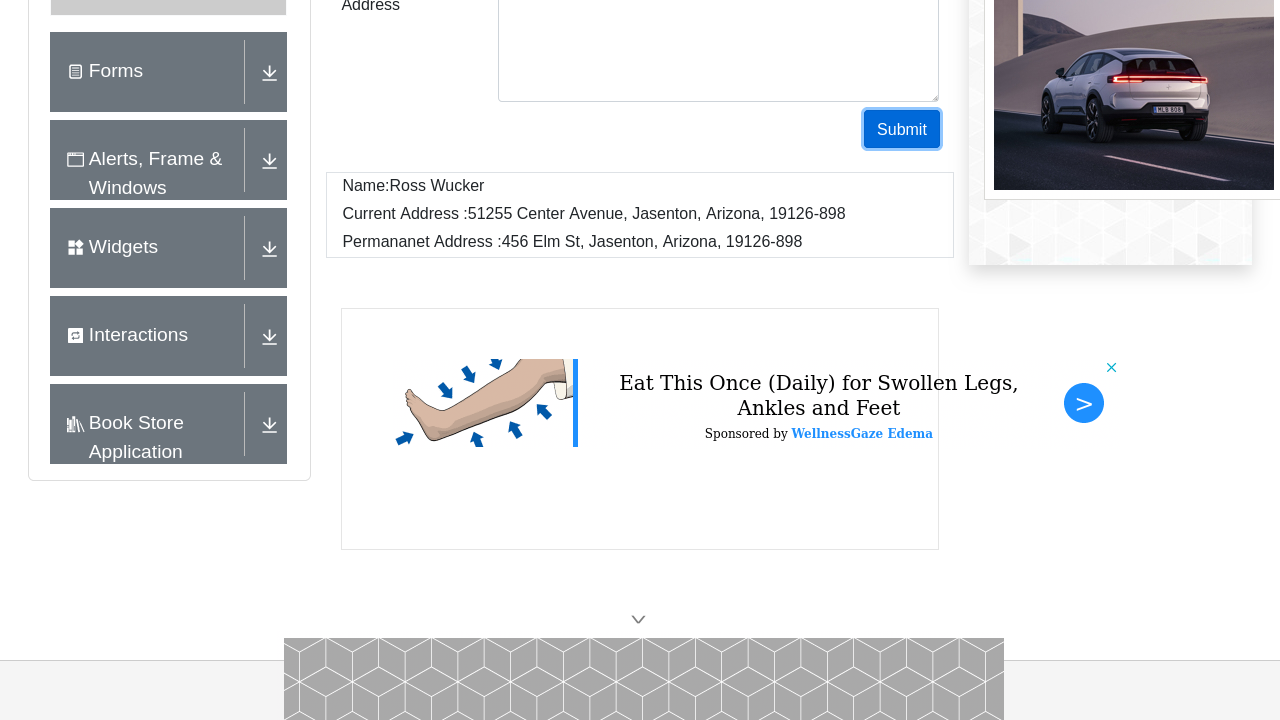 Address
Forms
Alerts, Frame &
Windows
Widgets
Interactions
Book Store
Application
Submit
Name:Ross Wucker
Current Address :51255 Center Avenue, Jasenton, Arizona, 19126-898
Permananet Address :456 Elm St, Jasenton, Arizona, 19126-898
Eat This Once (Daily) for Swollen Legs,
Ankles and Feet
Sponsored by WellnessGaze Edema